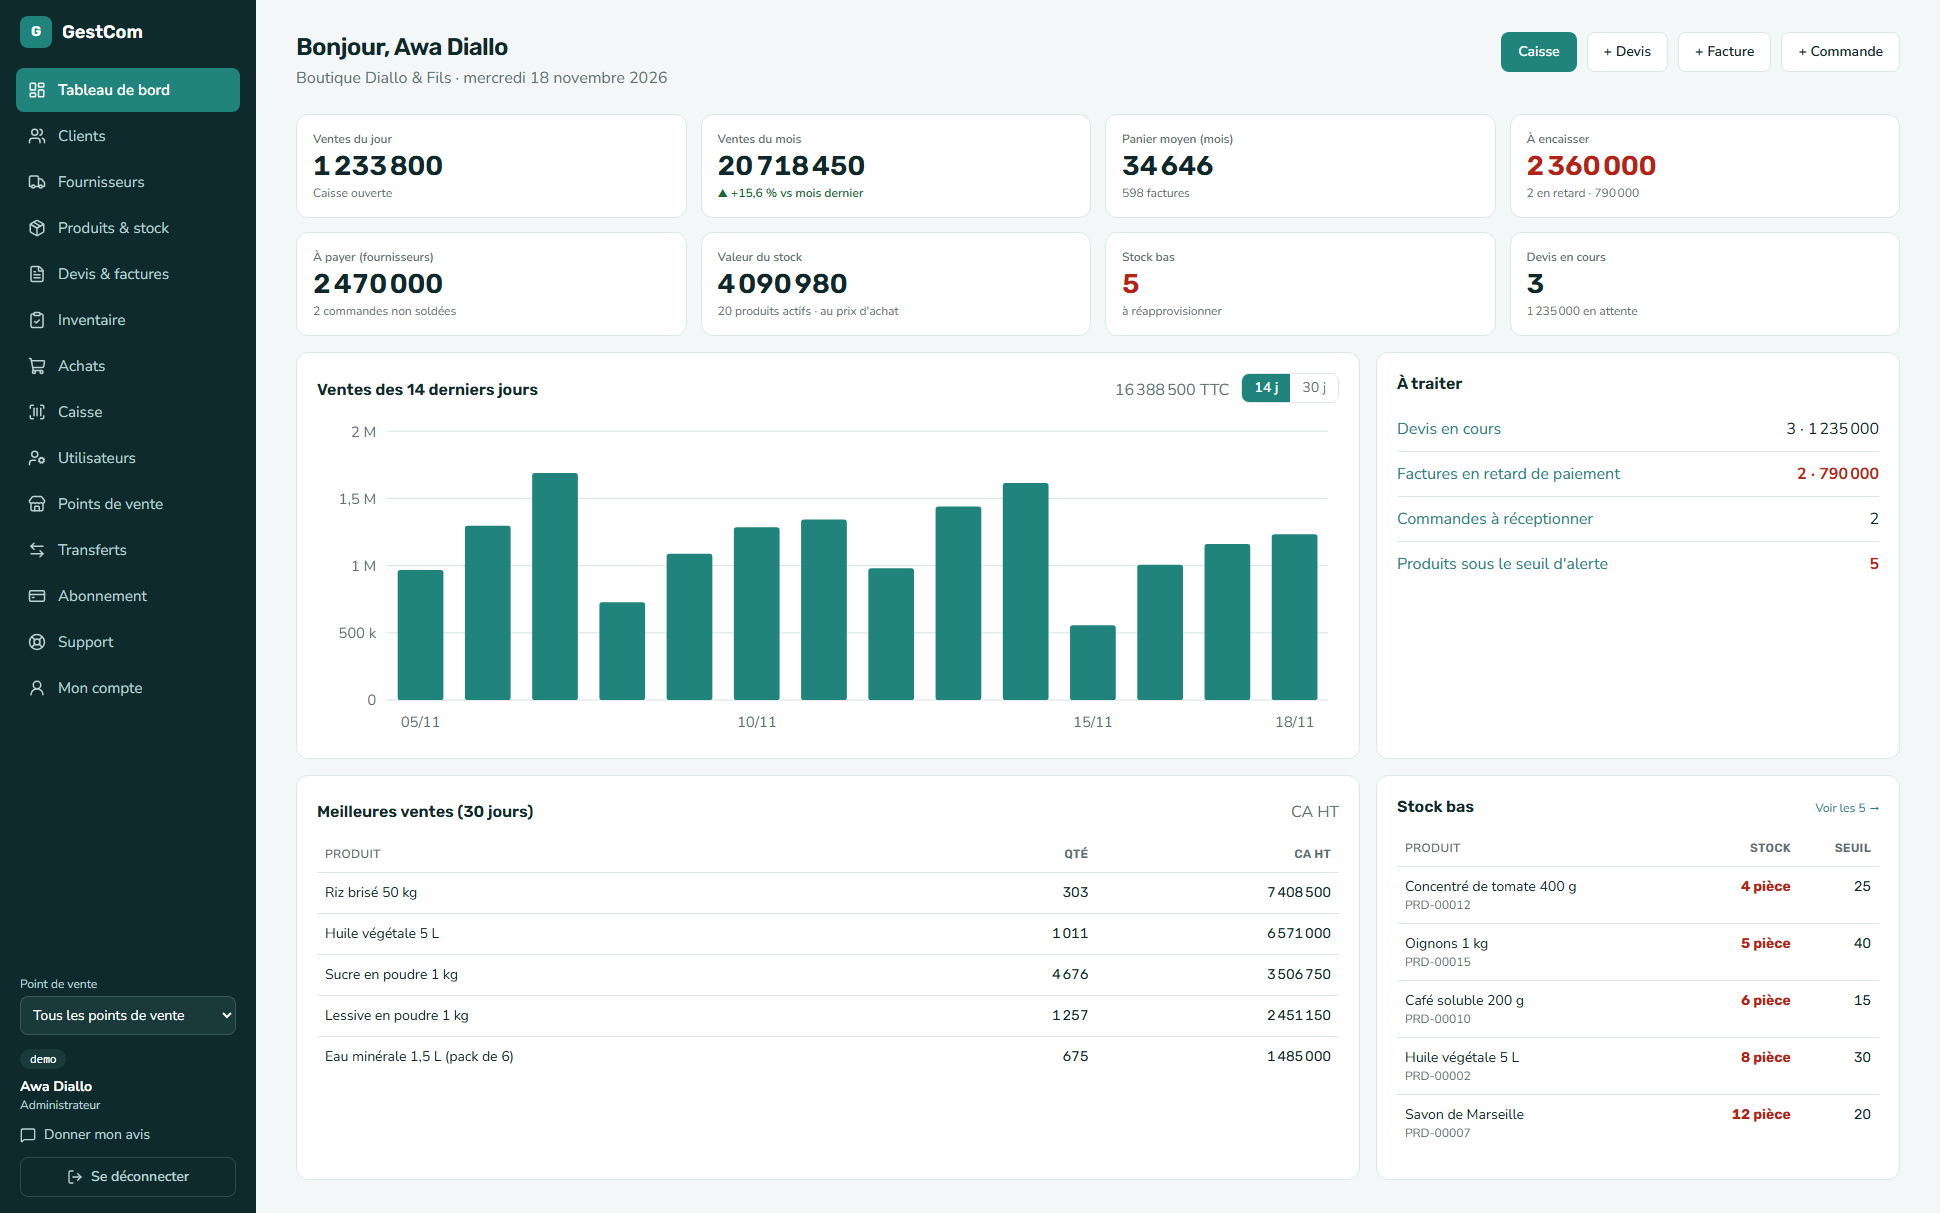 G GestCom
Tableau de bord
Clients
Fournisseurs
Produits & stock
Devis & factures
Inventaire
Achats
Caisse
Utilisateurs
Points de vente
Transferts
Abonnement
Support
Mon compte
Point de vente
Tous les points de vente
demo
Awa Diallo
Administrateur
Donner mon avis
Se déconnecter
Bonjour, Awa Diallo
Boutique Diallo & Fils · mercredi 18 novembre 2026
Caisse
+ Devis
+ Facture
+ Commande
Ventes du jour
1 233 800
Caisse ouverte
Ventes du mois
20 718 450
▲ +15,6 % vs mois dernier
Panier moyen (mois)
34 646
598 factures
À encaisser
2 360 000
2 en retard · 790 000
À payer (fournisseurs)
2 470 000
2 commandes non soldées
Valeur du stock
4 090 980
20 produits actifs · au prix d'achat
Stock bas
5
à réapprovisionner
Devis en cours
3
1 235 000 en attente
Ventes des 14 derniers jours
16 388 500 TTC
14 j
30 j
2 M
1,5 M
1 M
500 k
0
05/11
10/11
15/11
18/11
À traiter
Devis en cours 3 · 1 235 000
Factures en retard de paiement 2 · 790 000
Commandes à réceptionner 2
Produits sous le seuil d'alerte 5
Meilleures ventes (30 jours) CA HT
PRODUIT QTÉ CA HT
Riz brisé 50 kg 303 7 408 500
Huile végétale 5 L 1 011 6 571 000
Sucre en poudre 1 kg 4 676 3 506 750
Lessive en poudre 1 kg 1 257 2 451 150
Eau minérale 1,5 L (pack de 6) 675 1 485 000
Stock bas Voir les 5 →
PRODUIT STOCK SEUIL
Concentré de tomate 400 g 4 pièce 25
PRD-00012
Oignons 1 kg 5 pièce 40
PRD-00015
Café soluble 200 g 6 pièce 15
PRD-00010
Huile végétale 5 L 8 pièce 30
PRD-00002
Savon de Marseille 12 pièce 20
PRD-00007